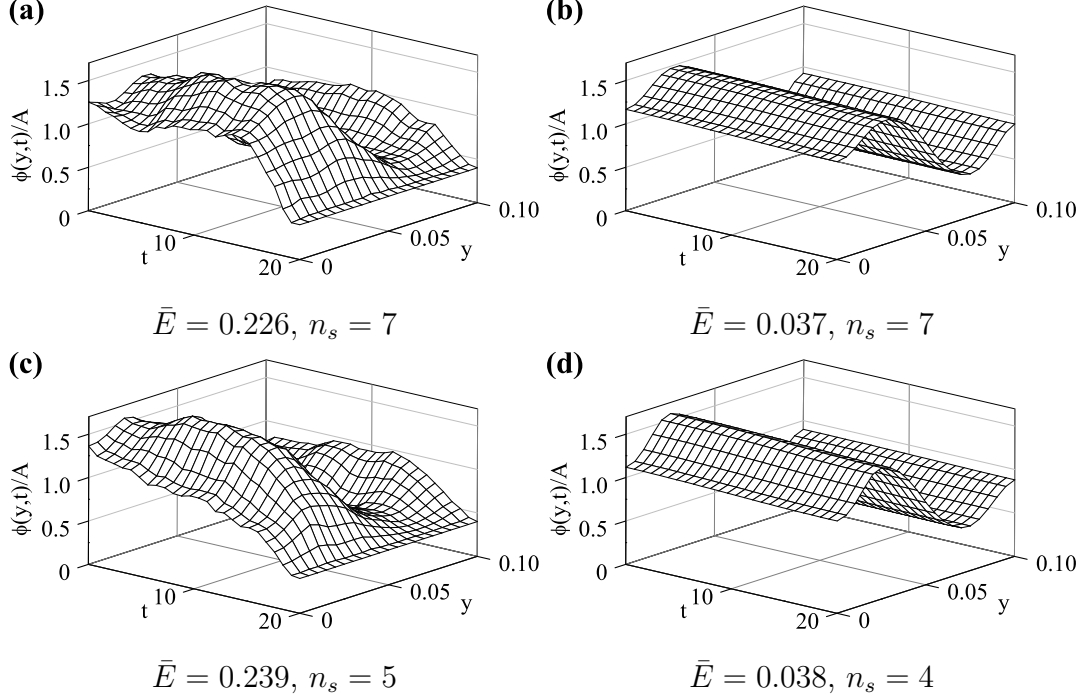 (a)
ϕ(y,t)/A
1.5
1.0
0.5
0
t
10
20
0
0.05
y
0.10
Ē = 0.226, n_s = 7
(b)
ϕ(y,t)/A
1.5
1.0
0.5
0
t
10
20
0
0.05
y
0.10
Ē = 0.037, n_s = 7
(c)
ϕ(y,t)/A
1.5
1.0
0.5
0
t
10
20
0
0.05
y
0.10
Ē = 0.239, n_s = 5
(d)
ϕ(y,t)/A
1.5
1.0
0.5
0
t
10
20
0
0.05
y
0.10
Ē = 0.038, n_s = 4